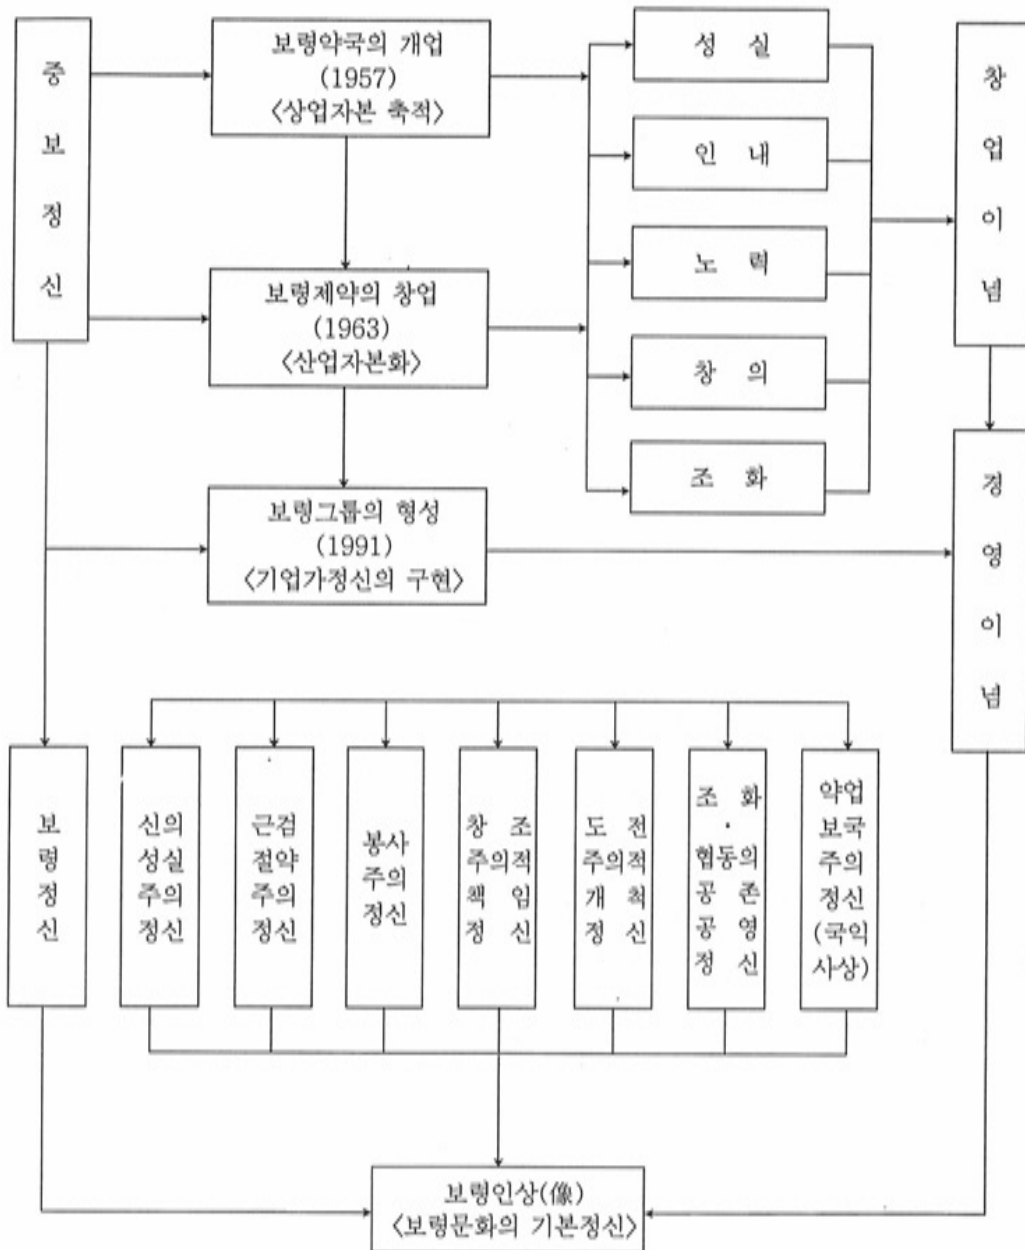 중보정신
보령약국의 개업
(1957)
〈상업자본 축적〉
성 실
인 내
노 력
창 의
조 화
창업이념
보령제약의 창업
(1963)
〈산업자본화〉
보령그룹의 형성
(1991)
〈기업가정신의 구현〉
경영이념
보령정신
신의
성실
주의
정신
근검
절약
주의
정신
봉사
주의
정신
창 조
주의적
책 임
정 신
도 전
주의적
개 척
정 신
조 화
·
협동의
공 존
공 영
정 신
약업
보국
주의
정신
(국익
사상)
보령인상(像)
〈보령문화의 기본정신〉